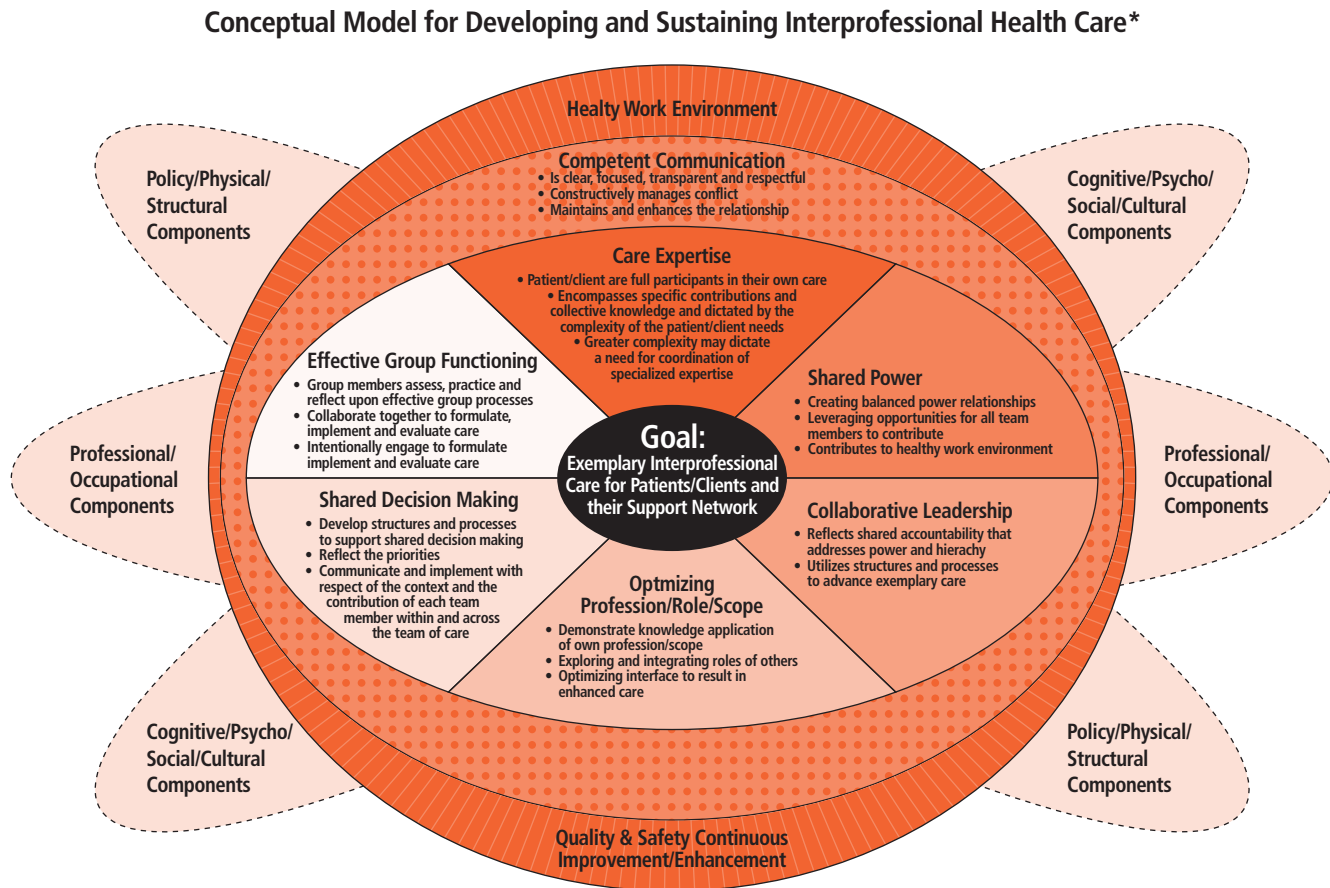 Conceptual Model for Developing and Sustaining Interprofessional Health Care*
Healty Work Environment
Competent Communication
• Is clear, focused, transparent and respectful
• Constructively manages conflict
• Maintains and enhances the relationship
Policy/Physical/
Structural
Components
Cognitive/Psycho/
Social/Cultural
Components
Care Expertise
• Patient/client are full participants in their own care
• Encompasses specific contributions and
collective knowledge and dictated by the
complexity of the patient/client needs
• Greater complexity may dictate
a need for coordination of
specialized expertise
Effective Group Functioning
• Group members assess, practice and
reflect upon effective group processes
• Collaborate together to formulate,
implement and evaluate care
• Intentionally engage to formulate
implement and evaluate care
Shared Power
• Creating balanced power relationships
• Leveraging opportunities for all team
members to contribute
• Contributes to healthy work environment
Professional/
Occupational
Components
Goal:
Exemplary Interprofessional
Care for Patients/Clients and
their Support Network
Professional/
Occupational
Components
Shared Decision Making
• Develop structures and processes
to support shared decision making
• Reflect the priorities
• Communicate and implement with
respect of the context and the
contribution of each team
member within and across
the team of care
Collaborative Leadership
• Reflects shared accountability that
addresses power and hierachy
• Utilizes structures and processes
to advance exemplary care
Optmizing
Profession/Role/Scope
• Demonstrate knowledge application
of own profession/scope
• Exploring and integrating roles of others
• Optimizing interface to result in
enhanced care
Cognitive/Psycho/
Social/Cultural
Components
Policy/Physical/
Structural
Components
Quality & Safety Continuous
Improvement/Enhancement